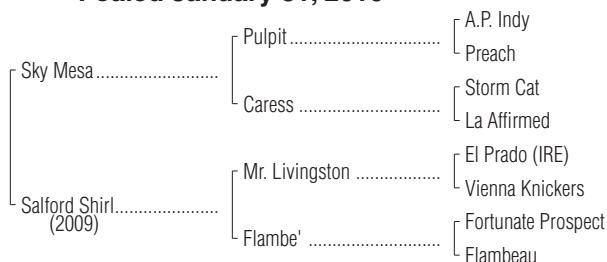 Foaled January 31,
A.P. Indy
Pulpit
Preach
Sky Mesa
Storm Cat
Caress
La Affirmed
El Prado (IRE)
Mr. Livingston
Vienna Knickers
Salford Shirl
(2009)
Fortunate Prospect
Flambe'
Flambeau